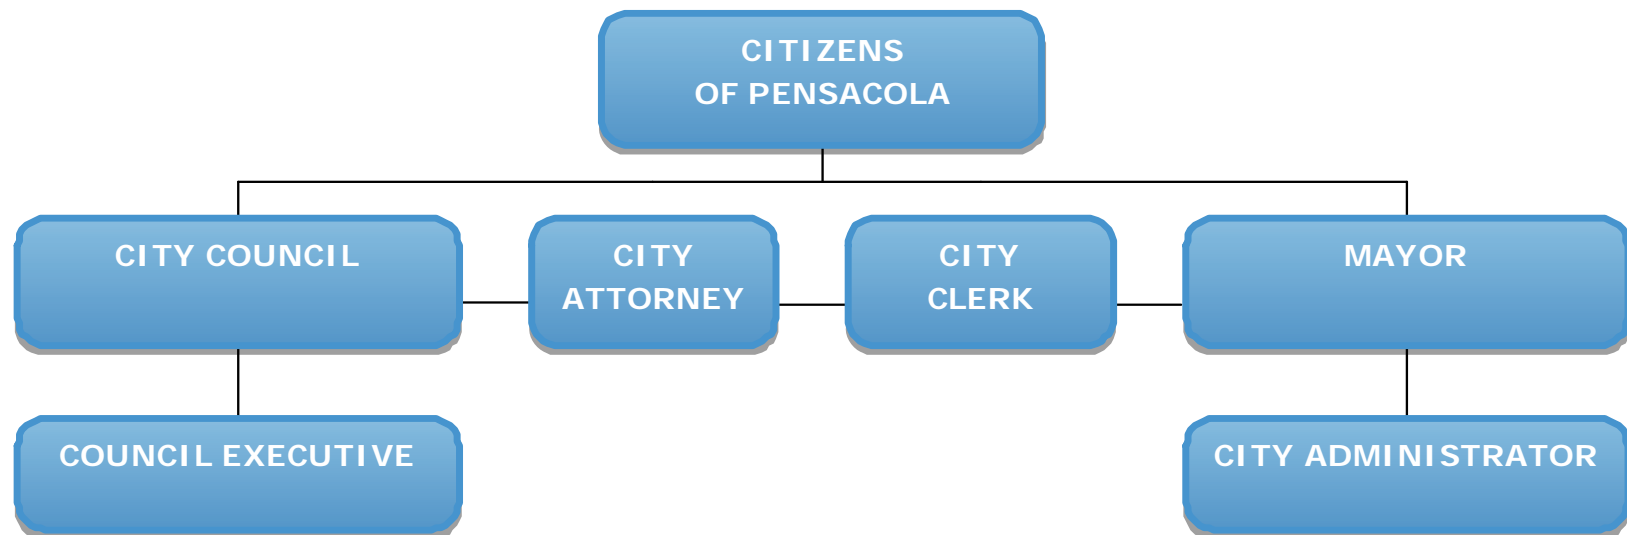 CITIZENS
OF PENSACOLA
CITY COUNCIL
CITY
ATTORNEY
CITY
CLERK
MAYOR
COUNCIL EXECUTIVE
CITY ADMINISTRATOR